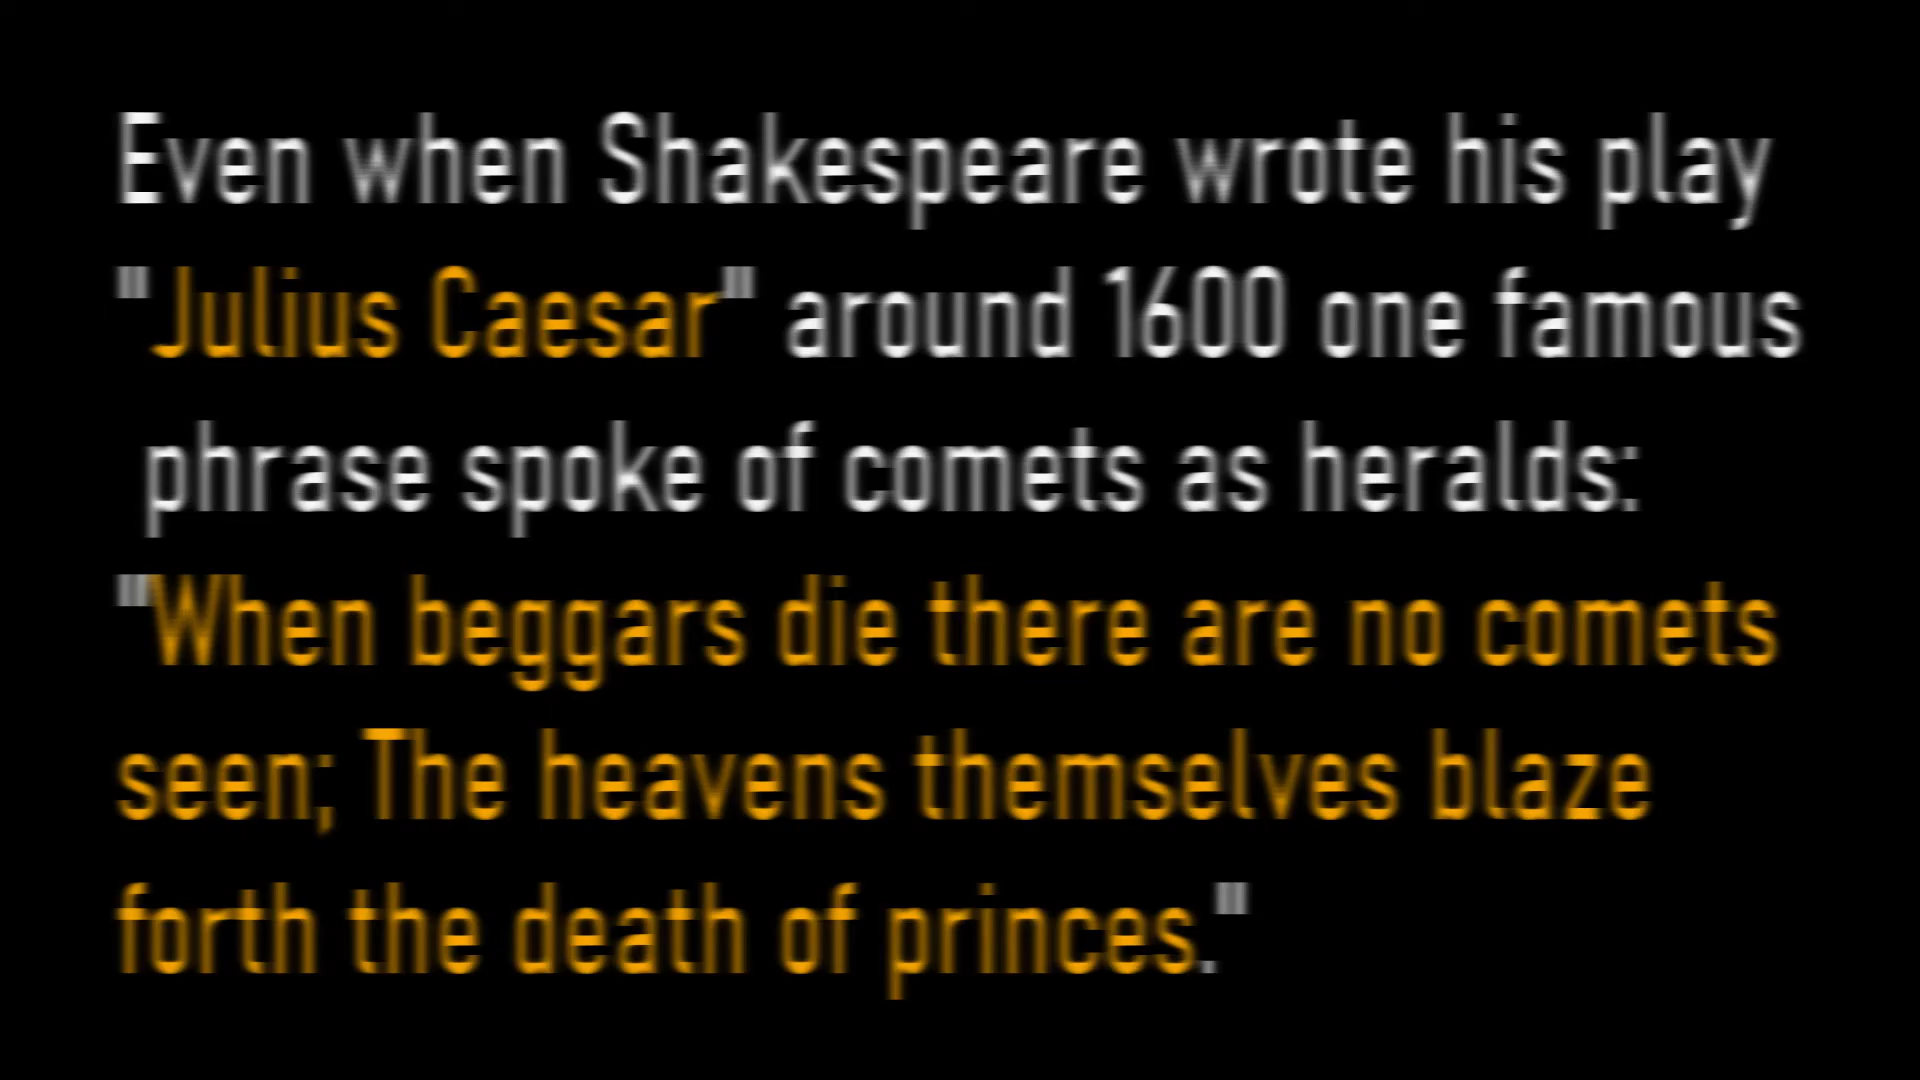 Even when Shakespeare wrote his play
"Julius Caesar" around 1600 one famous
phrase spoke of comets as heralds:
"When beggars die there are no comets
seen; The heavens themselves blaze
forth the death of princes."